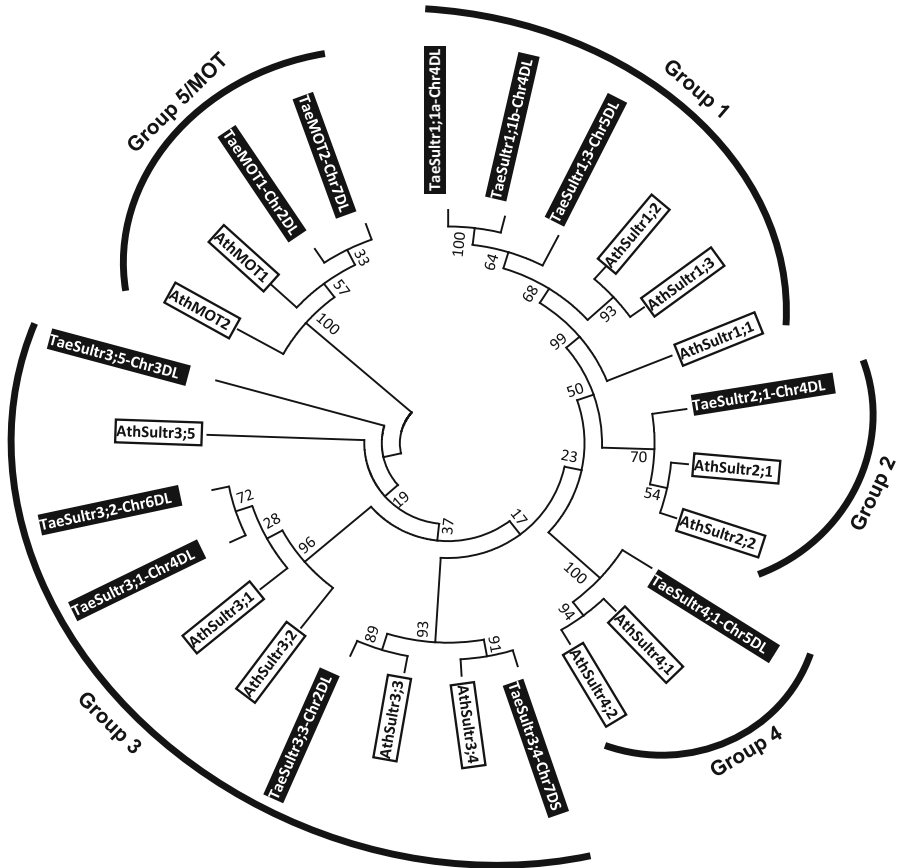 Group 1
TaeSultr1;1a-Chr4DL
TaeSultr1;1b-Chr4DL
TaeSultr1;3-Chr5DL
AthSultr1;2
AthSultr1;3
AthSultr1;1
Group 2
TaeSultr2;1-Chr4DL
AthSultr2;1
AthSultr2;2
Group 4
TaeSultr4;1-Chr5DL
AthSultr4;1
AthSultr4;2
Group 3
TaeSultr3;4-Chr7DS
AthSultr3;4
AthSultr3;3
TaeSultr3;3-Chr2DL
AthSultr3;2
AthSultr3;1
TaeSultr3;1-Chr4DL
TaeSultr3;2-Chr6DL
AthSultr3;5
TaeSultr3;5-Chr3DL
Group 5/MOT
AthMOT2
AthMOT1
TaeMOT1-Chr2DL
TaeMOT2-Chr7DL
100
64
68
93
99
50
70
54
23
100
94
17
37
93
91
89
19
96
28
72
100
57
33